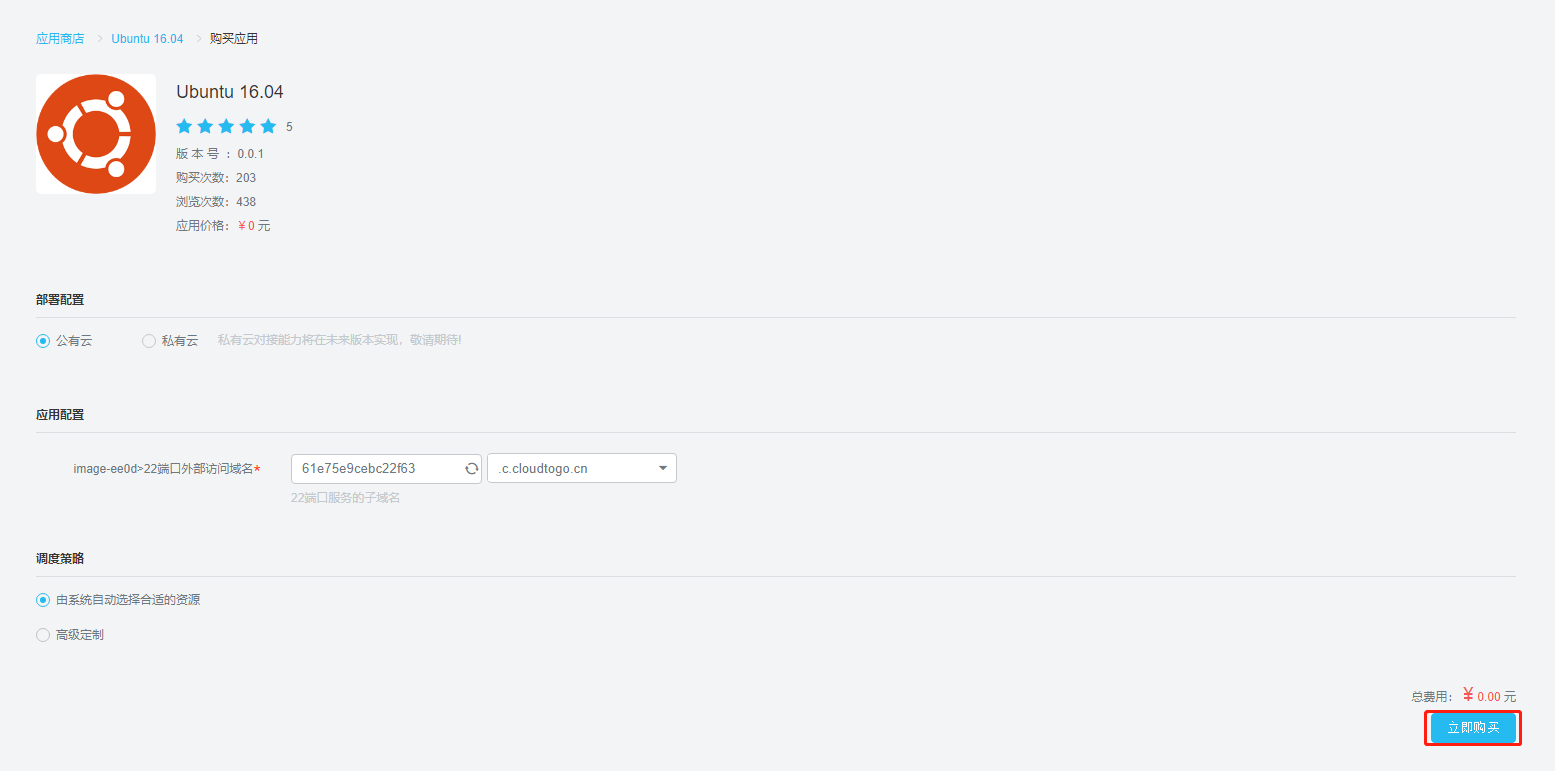 应用商店 > Ubuntu 16.04 > 购买应用
Ubuntu 16.04
5
版 本 号 ：0.0.1
购买次数：203
浏览次数：438
应用价格：￥0 元
部署配置
公有云 私有云 私有云对接能力将在未来版本实现，敬请期待!
应用配置
image-ee0d>22端口外部访问域名* 61e75e9cebc22f63 .c.cloudtogo.cn
22端口服务的子域名
调度策略
由系统自动选择合适的资源
高级定制
总费用：￥0.00 元
立即购买